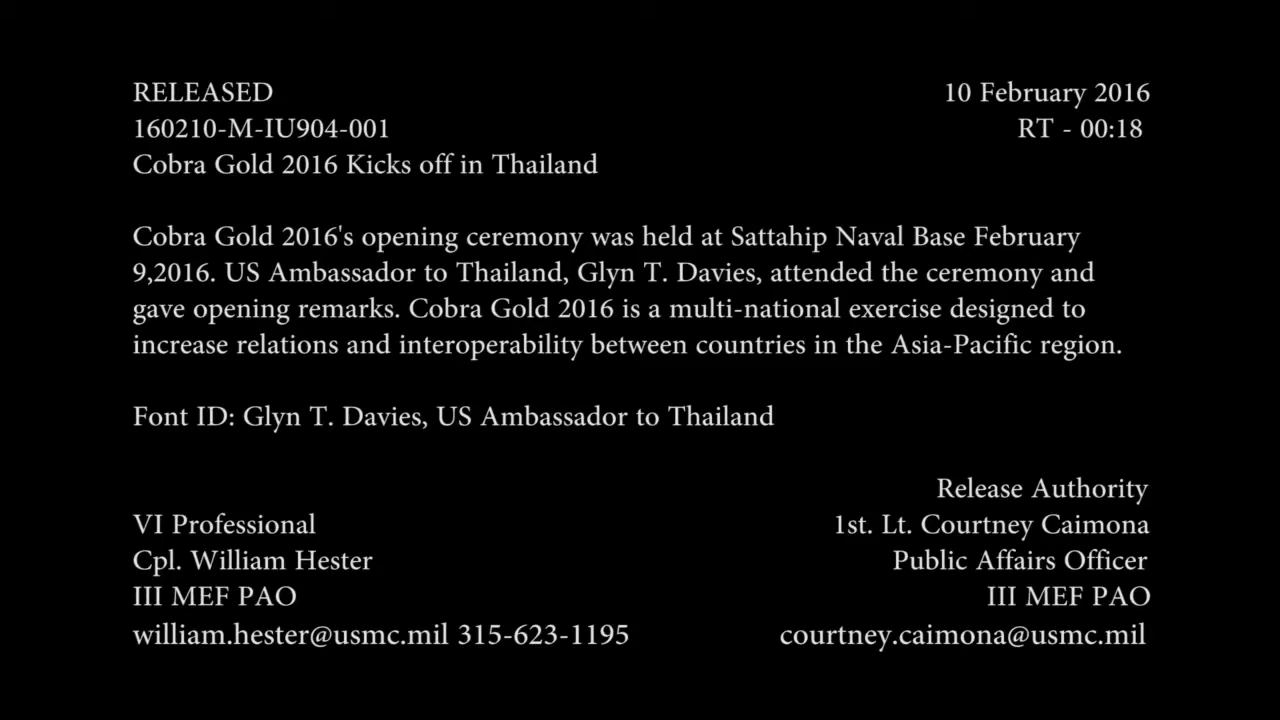 RELEASED 10 February 2016
160210-M-IU904-001 RT - 00:18
Cobra Gold 2016 Kicks off in Thailand
Cobra Gold 2016's opening ceremony was held at Sattahip Naval Base February
9,2016. US Ambassador to Thailand, Glyn T. Davies, attended the ceremony and
gave opening remarks. Cobra Gold 2016 is a multi-national exercise designed to
increase relations and interoperability between countries in the Asia-Pacific region.
Font ID: Glyn T. Davies, US Ambassador to Thailand
Release Authority
VI Professional 1st. Lt. Courtney Caimona
Cpl. William Hester Public Affairs Officer
III MEF PAO III MEF PAO
william.hester@usmc.mil 315-623-1195 courtney.caimona@usmc.mil